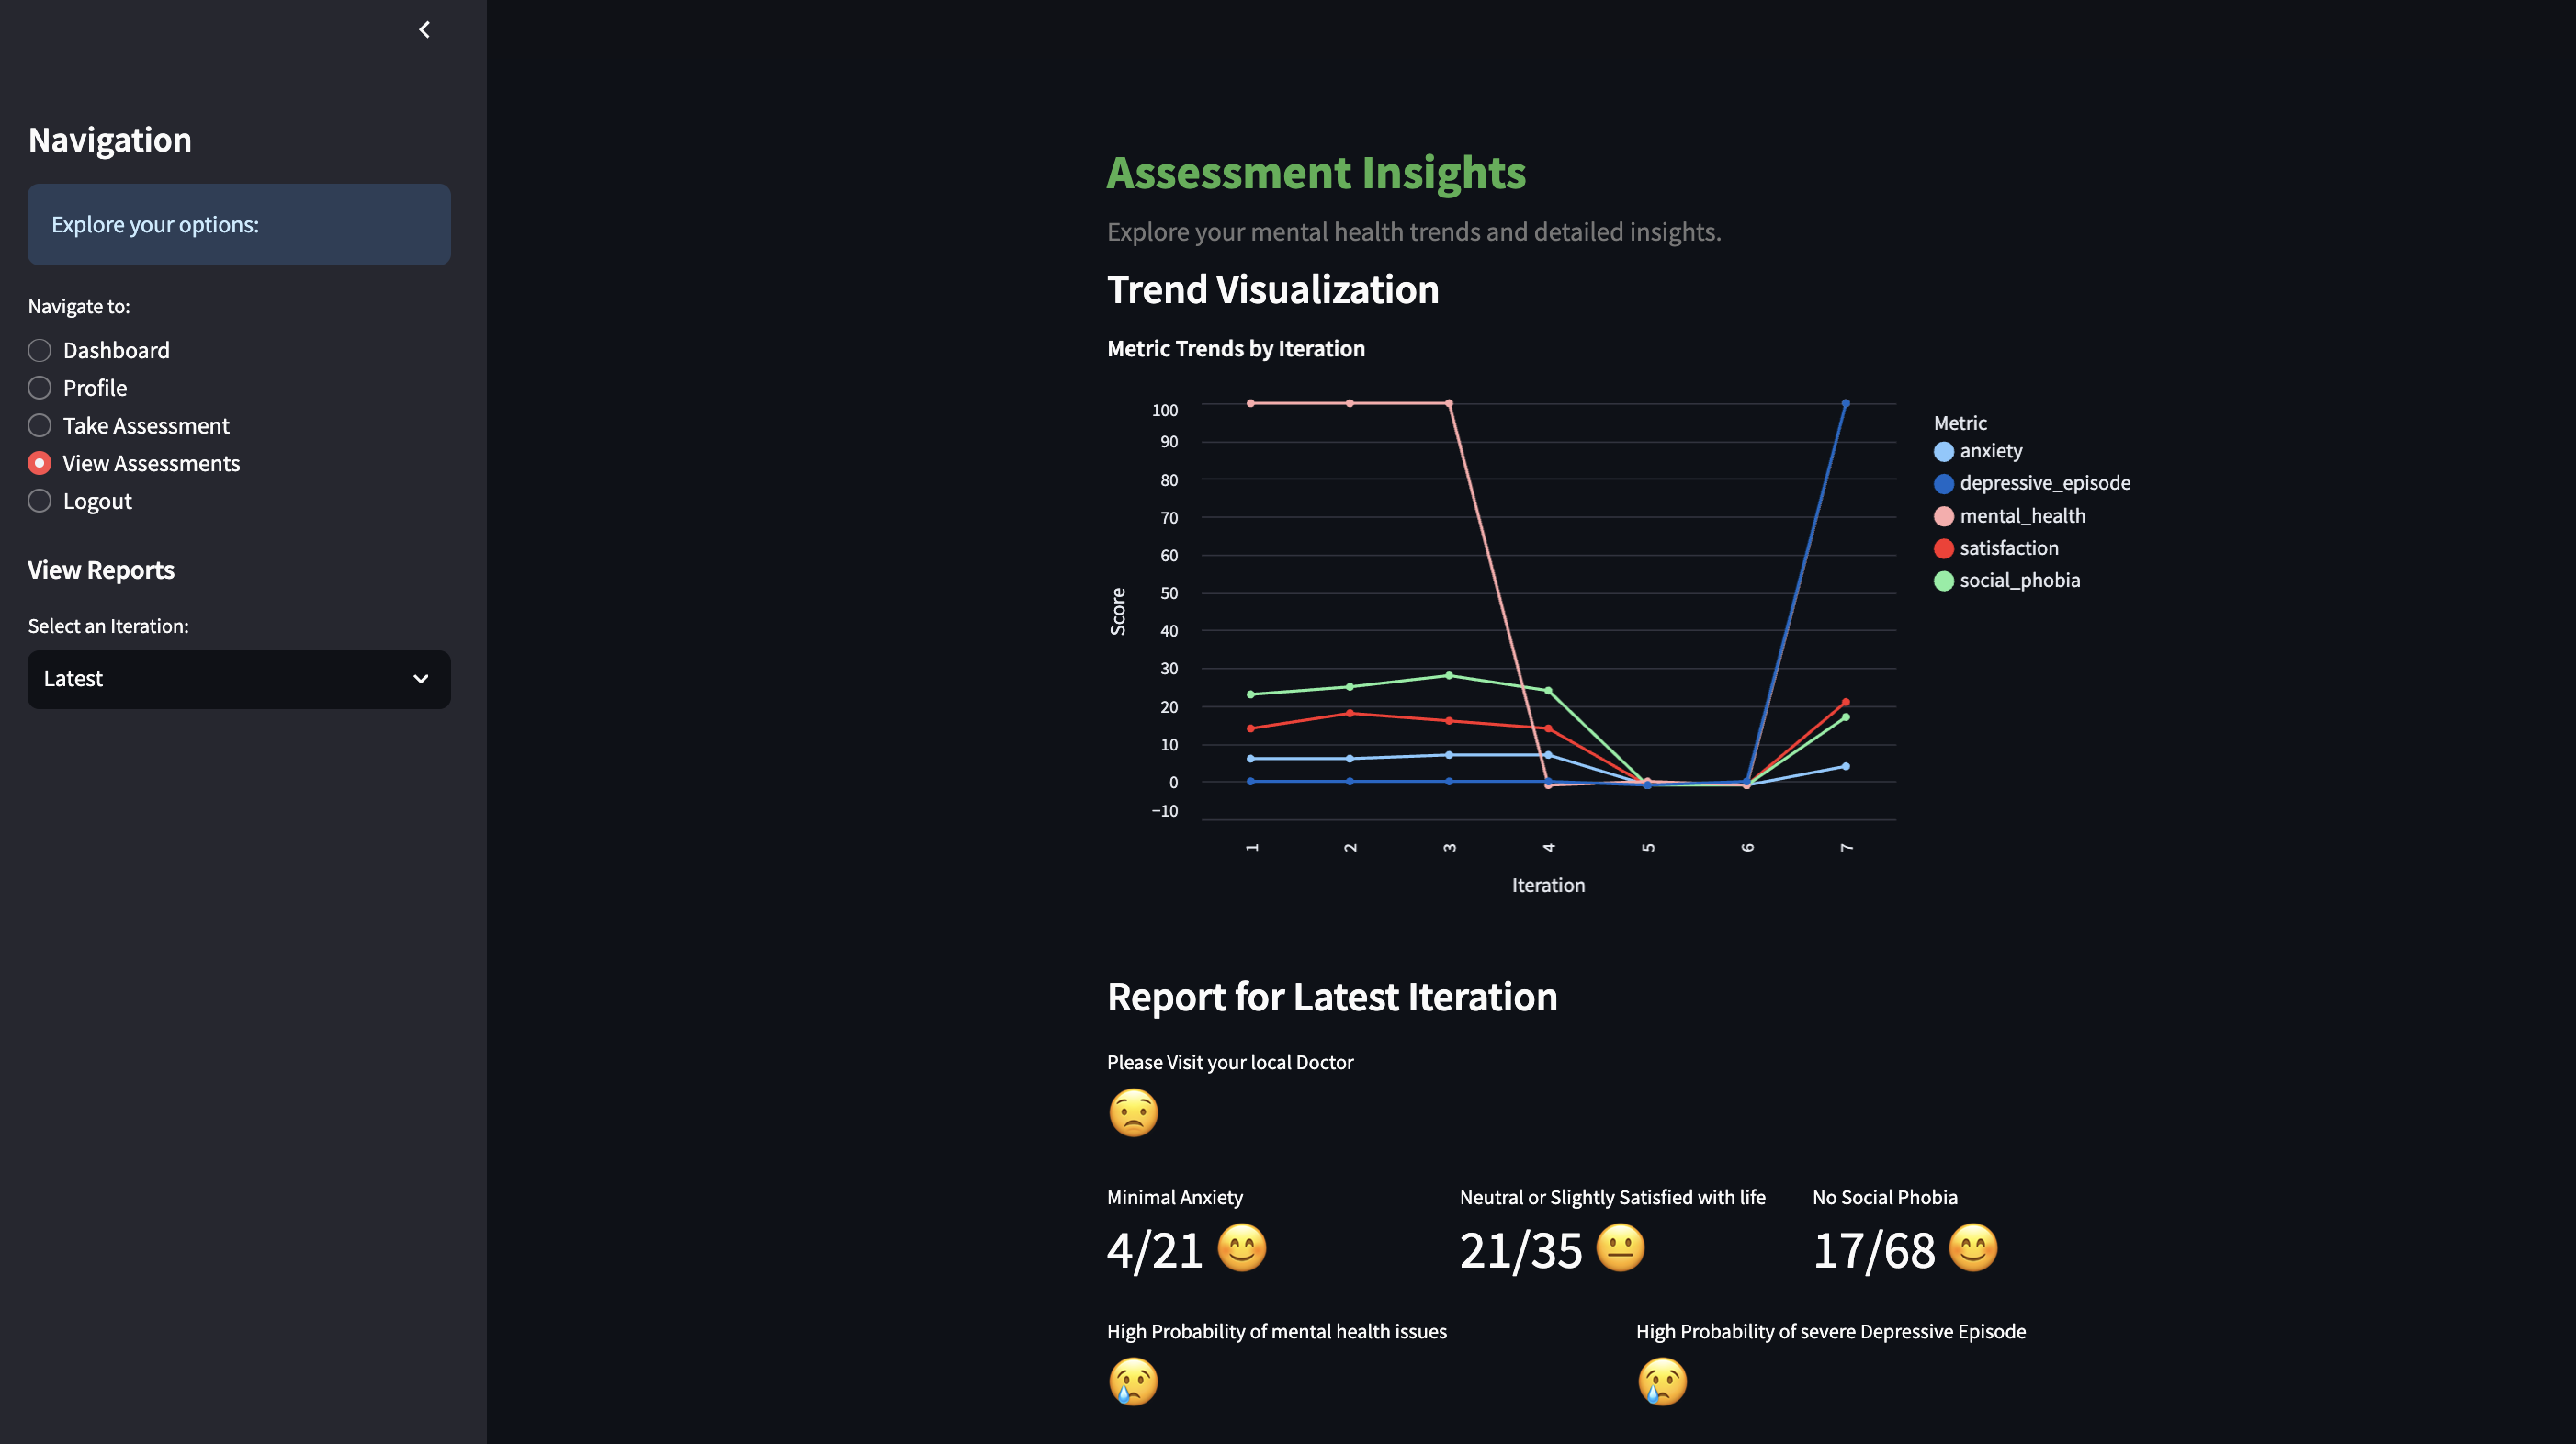 Navigation
Explore your options:
Navigate to:
Dashboard
Profile
Take Assessment
View Assessments
Logout
View Reports
Select an Iteration:
Latest
Assessment Insights
Explore your mental health trends and detailed insights.
Trend Visualization
Metric Trends by Iteration
100
90
80
70
60
50
40
30
20
10
0
−10
Score
1 2 3 4 5 6 7
Iteration
Metric
anxiety
depressive_episode
mental_health
satisfaction
social_phobia
Report for Latest Iteration
Please Visit your local Doctor
😟
Minimal Anxiety Neutral or Slightly Satisfied with life No Social Phobia
4/21 😊 21/35 😐 17/68 😊
High Probability of mental health issues High Probability of severe Depressive Episode
😢 😢